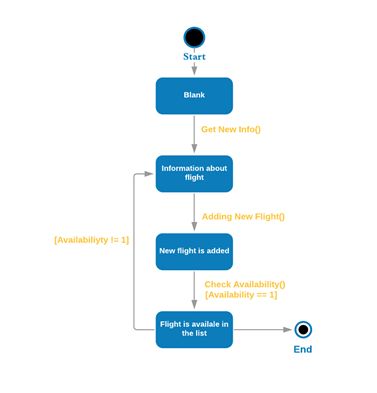 Start
Blank
Get New Info()
Information about
flight
Adding New Flight()
[Availabiliyty != 1]
New flight is added
Check Availability()
[Availability == 1]
Flight is availale in
the list
End